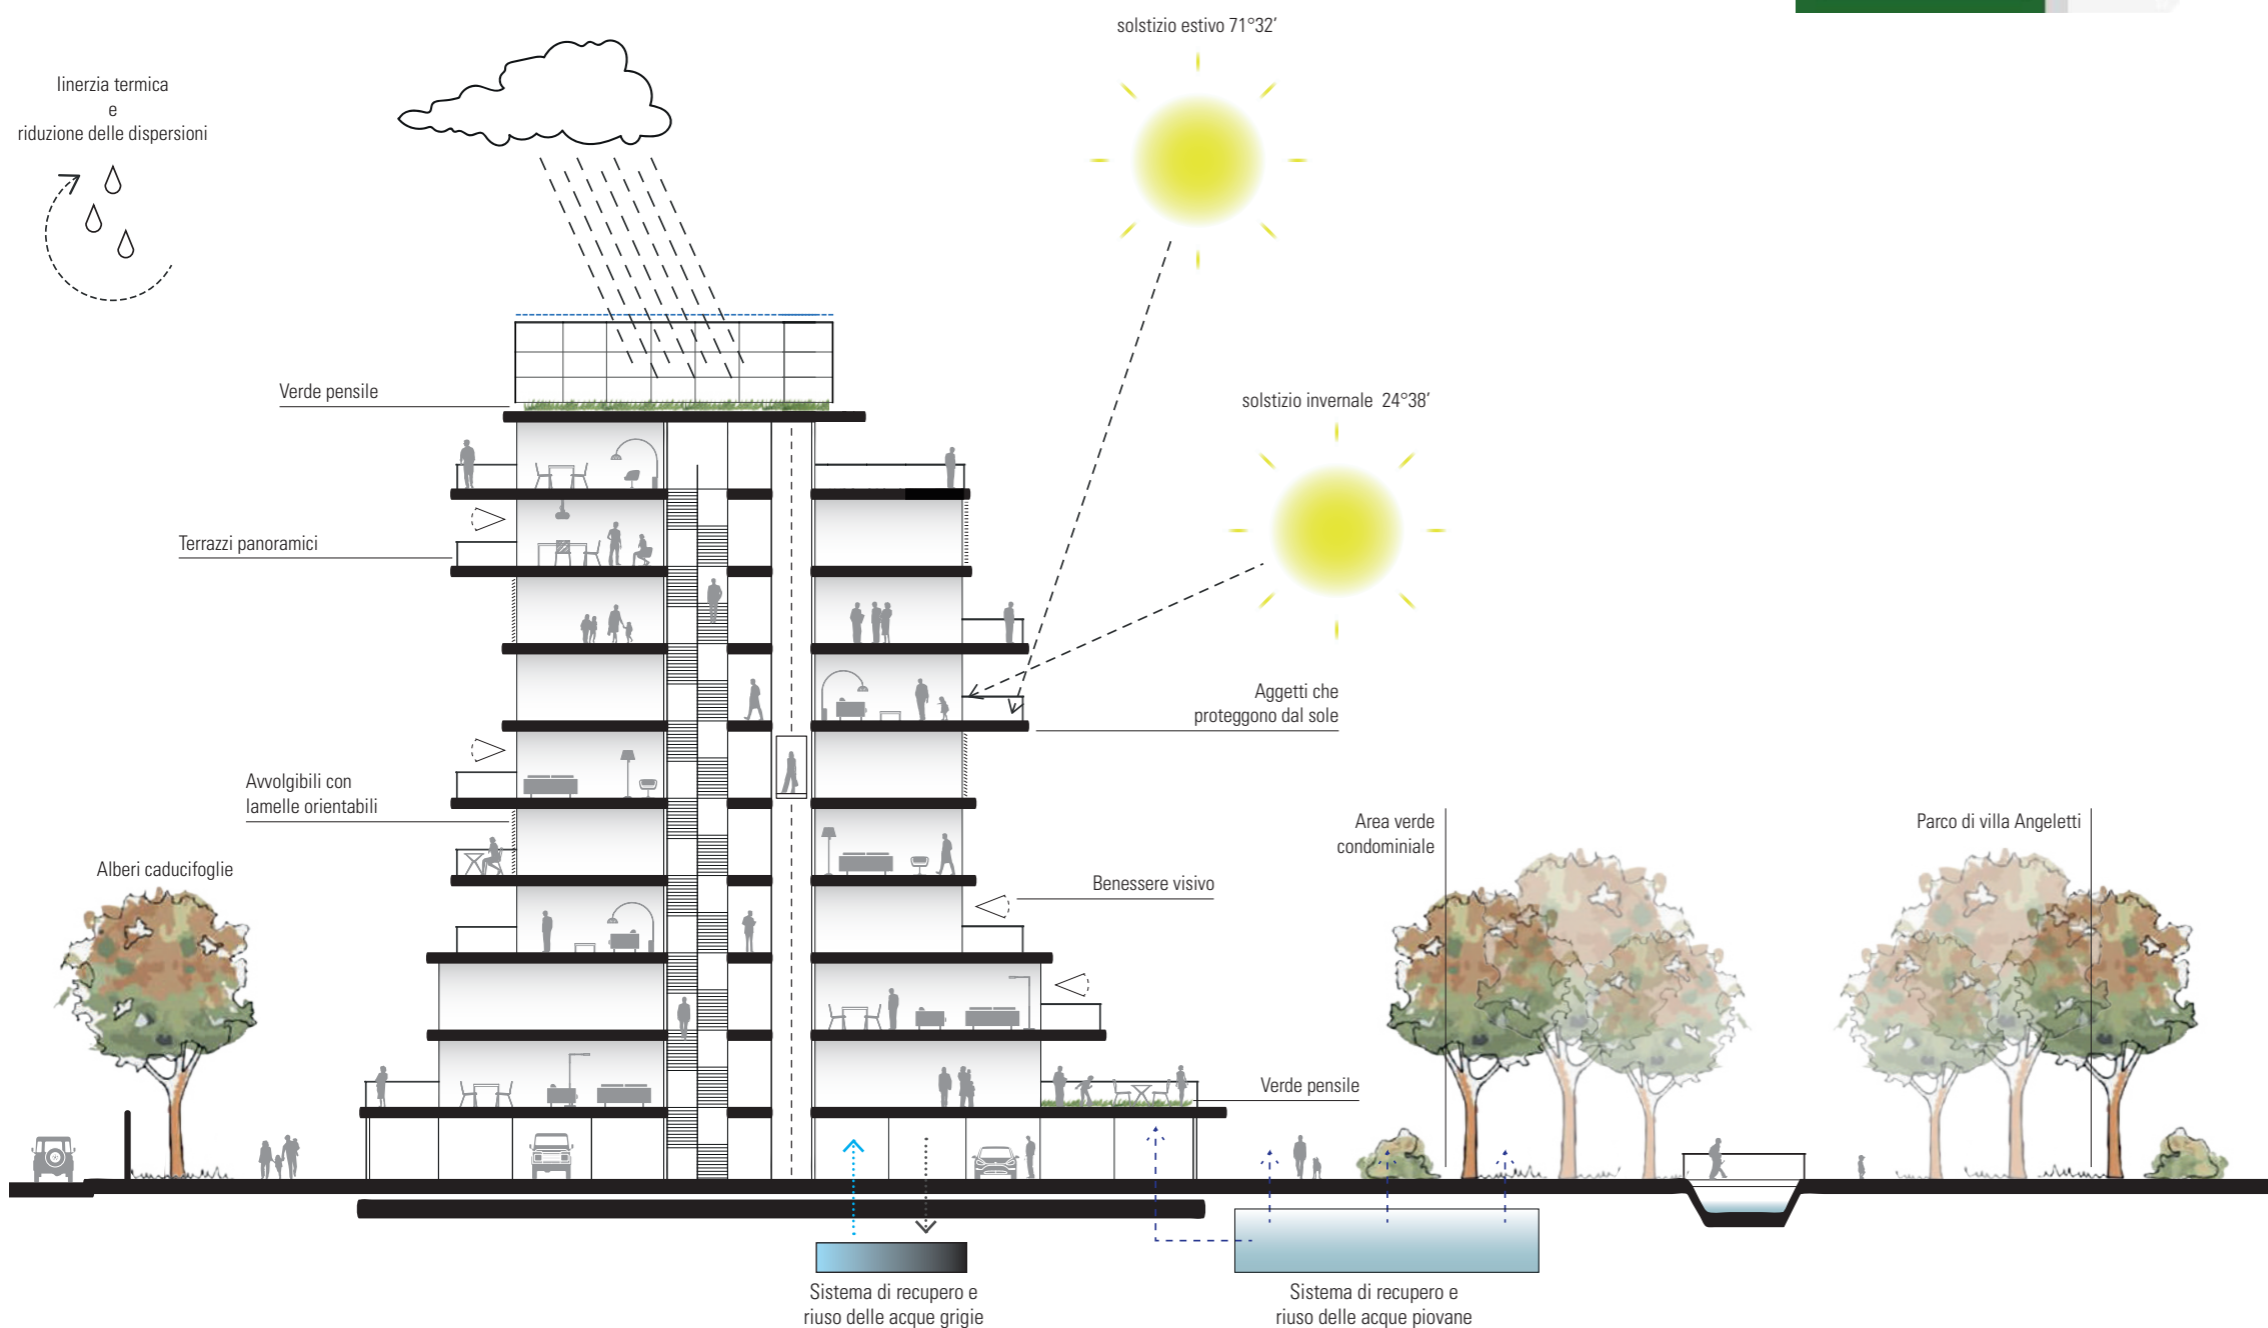 solstizio estivo 71°32'
linerzia termica
e
riduzione delle dispersioni
Verde pensile
solstizio invernale 24°38'
Terrazzi panoramici
Aggetti che
proteggono dal sole
Avvolgibili con
lamelle orientabili
Area verde
condominiale
Parco di villa Angeletti
Alberi caducifoglie
Benessere visivo
Verde pensile
Sistema di recupero e
riuso delle acque grigie
Sistema di recupero e
riuso delle acque piovane